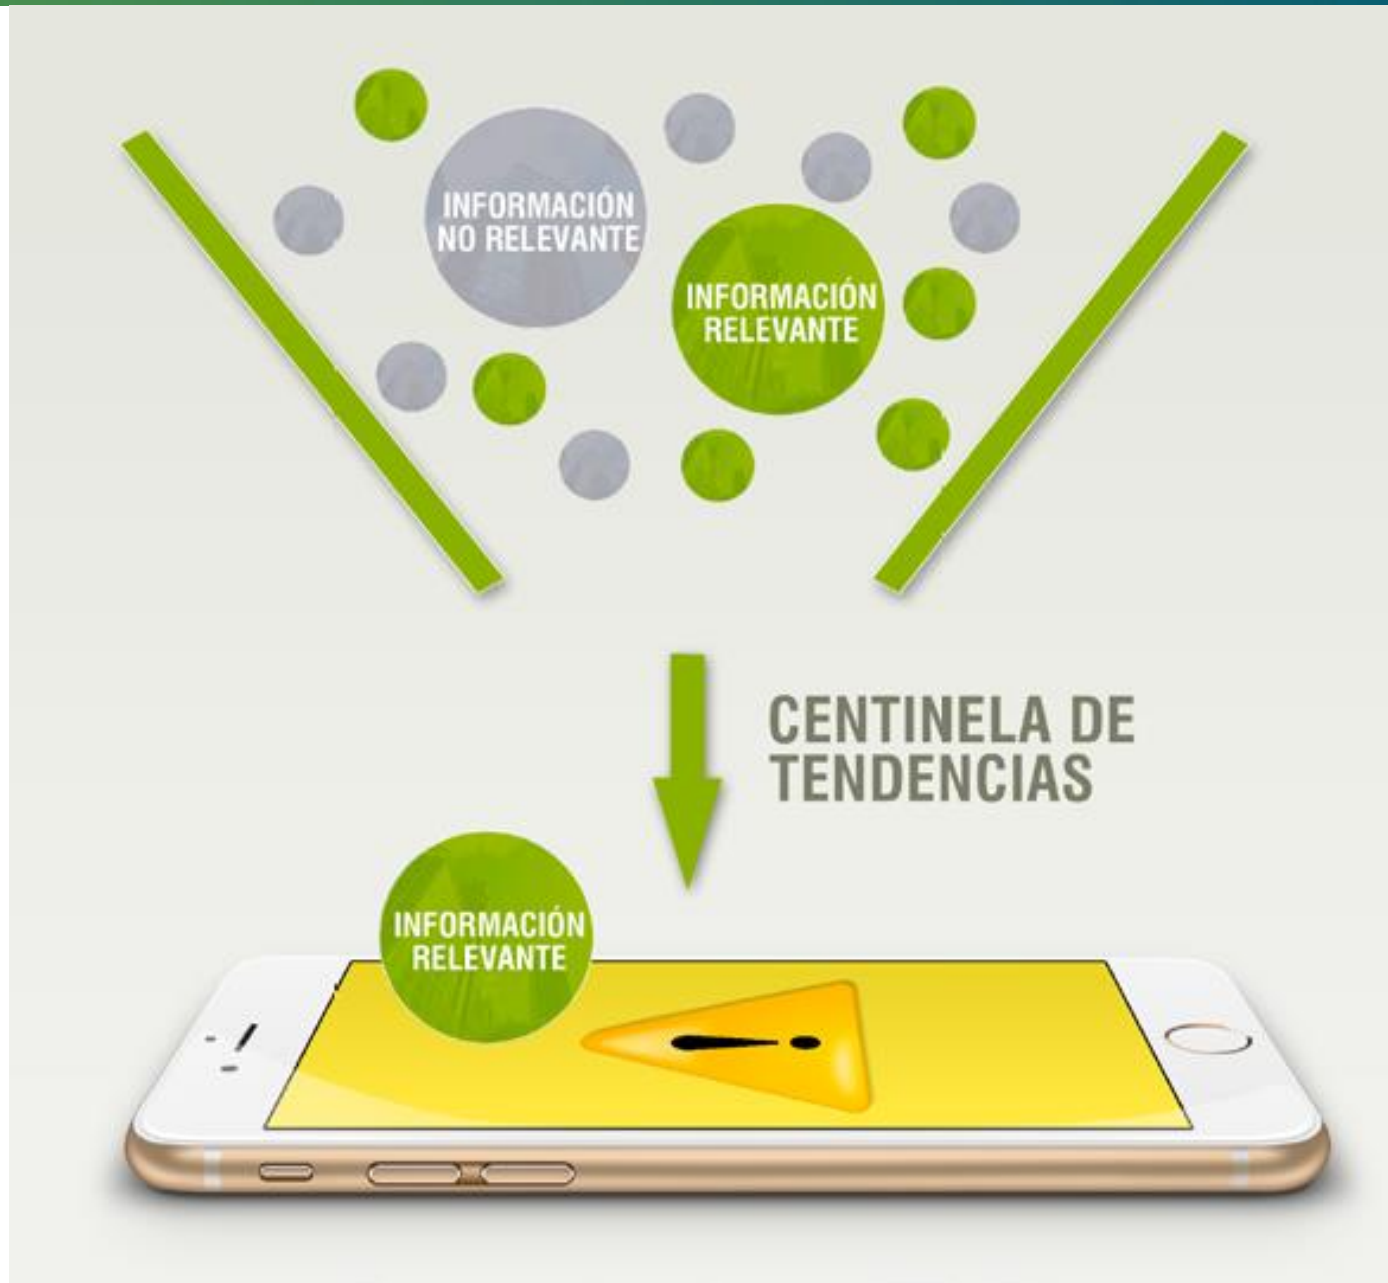 INFORMACIÓN
NO RELEVANTE
INFORMACIÓN
RELEVANTE
CENTINELA DE
TENDENCIAS
INFORMACIÓN
RELEVANTE